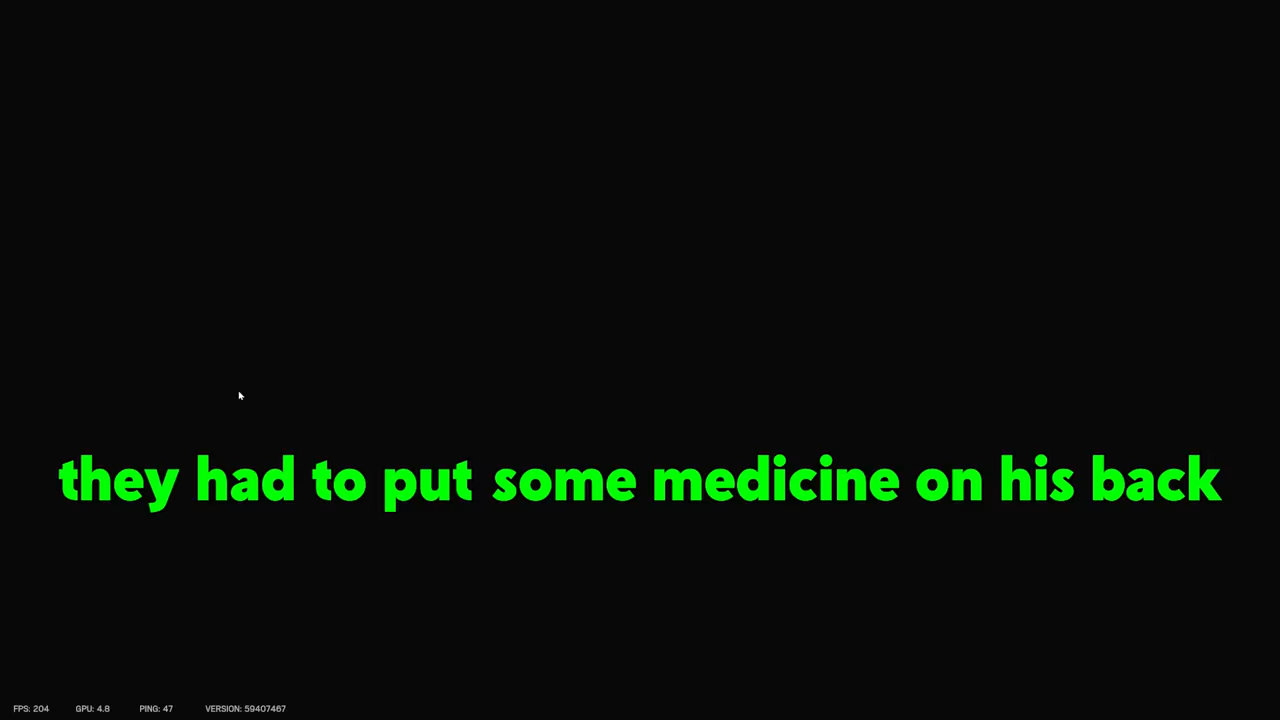 they had to put some medicine on his back
FPS: 204 GPU: 4.8 PING: 47 VERSION: 59407467